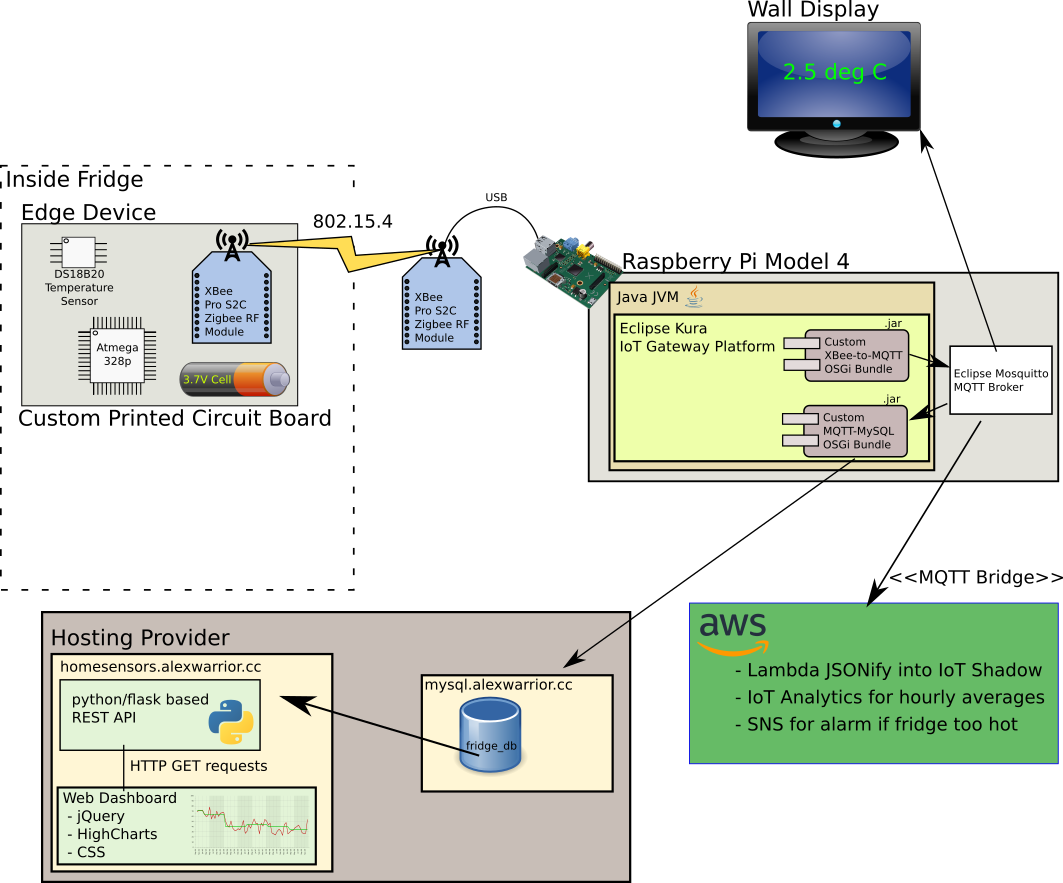 Wall Display
2.5 deg C
Inside Fridge
Edge Device
802.15.4
USB
DS18B20
Temperature
Sensor
XBee
Pro S2C
Zigbee RF
Module
Atmega
328p
3.7V Cell
Custom Printed Circuit Board
XBee
Pro S2C
Zigbee RF
Module
Raspberry Pi Model 4
Java JVM
Eclipse Kura
IoT Gateway Platform
.jar
Custom
XBee-to-MQTT
OSGi Bundle
.jar
Custom
MQTT-MySQL
OSGi Bundle
Eclipse Mosquitto
MQTT Broker
<<MQTT Bridge>>
aws
- Lambda JSONify into IoT Shadow
- IoT Analytics for hourly averages
- SNS for alarm if fridge too hot
Hosting Provider
homesensors.alexwarrior.cc
python/flask based
REST API
HTTP GET requests
Web Dashboard
- jQuery
- HighCharts
- CSS
mysql.alexwarrior.cc
fridge_db